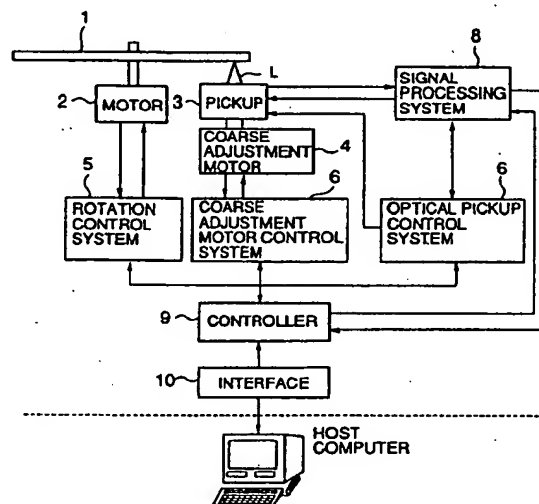 1
2
MOTOR
3
PICKUP
L
COARSE
ADJUSTMENT
MOTOR
4
8
SIGNAL
PROCESSING
SYSTEM
5
ROTATION
CONTROL
SYSTEM
6
COARSE
ADJUSTMENT
MOTOR CONTROL
SYSTEM
6
OPTICAL PICKUP
CONTROL
SYSTEM
9
CONTROLLER
10
INTERFACE
HOST
COMPUTER